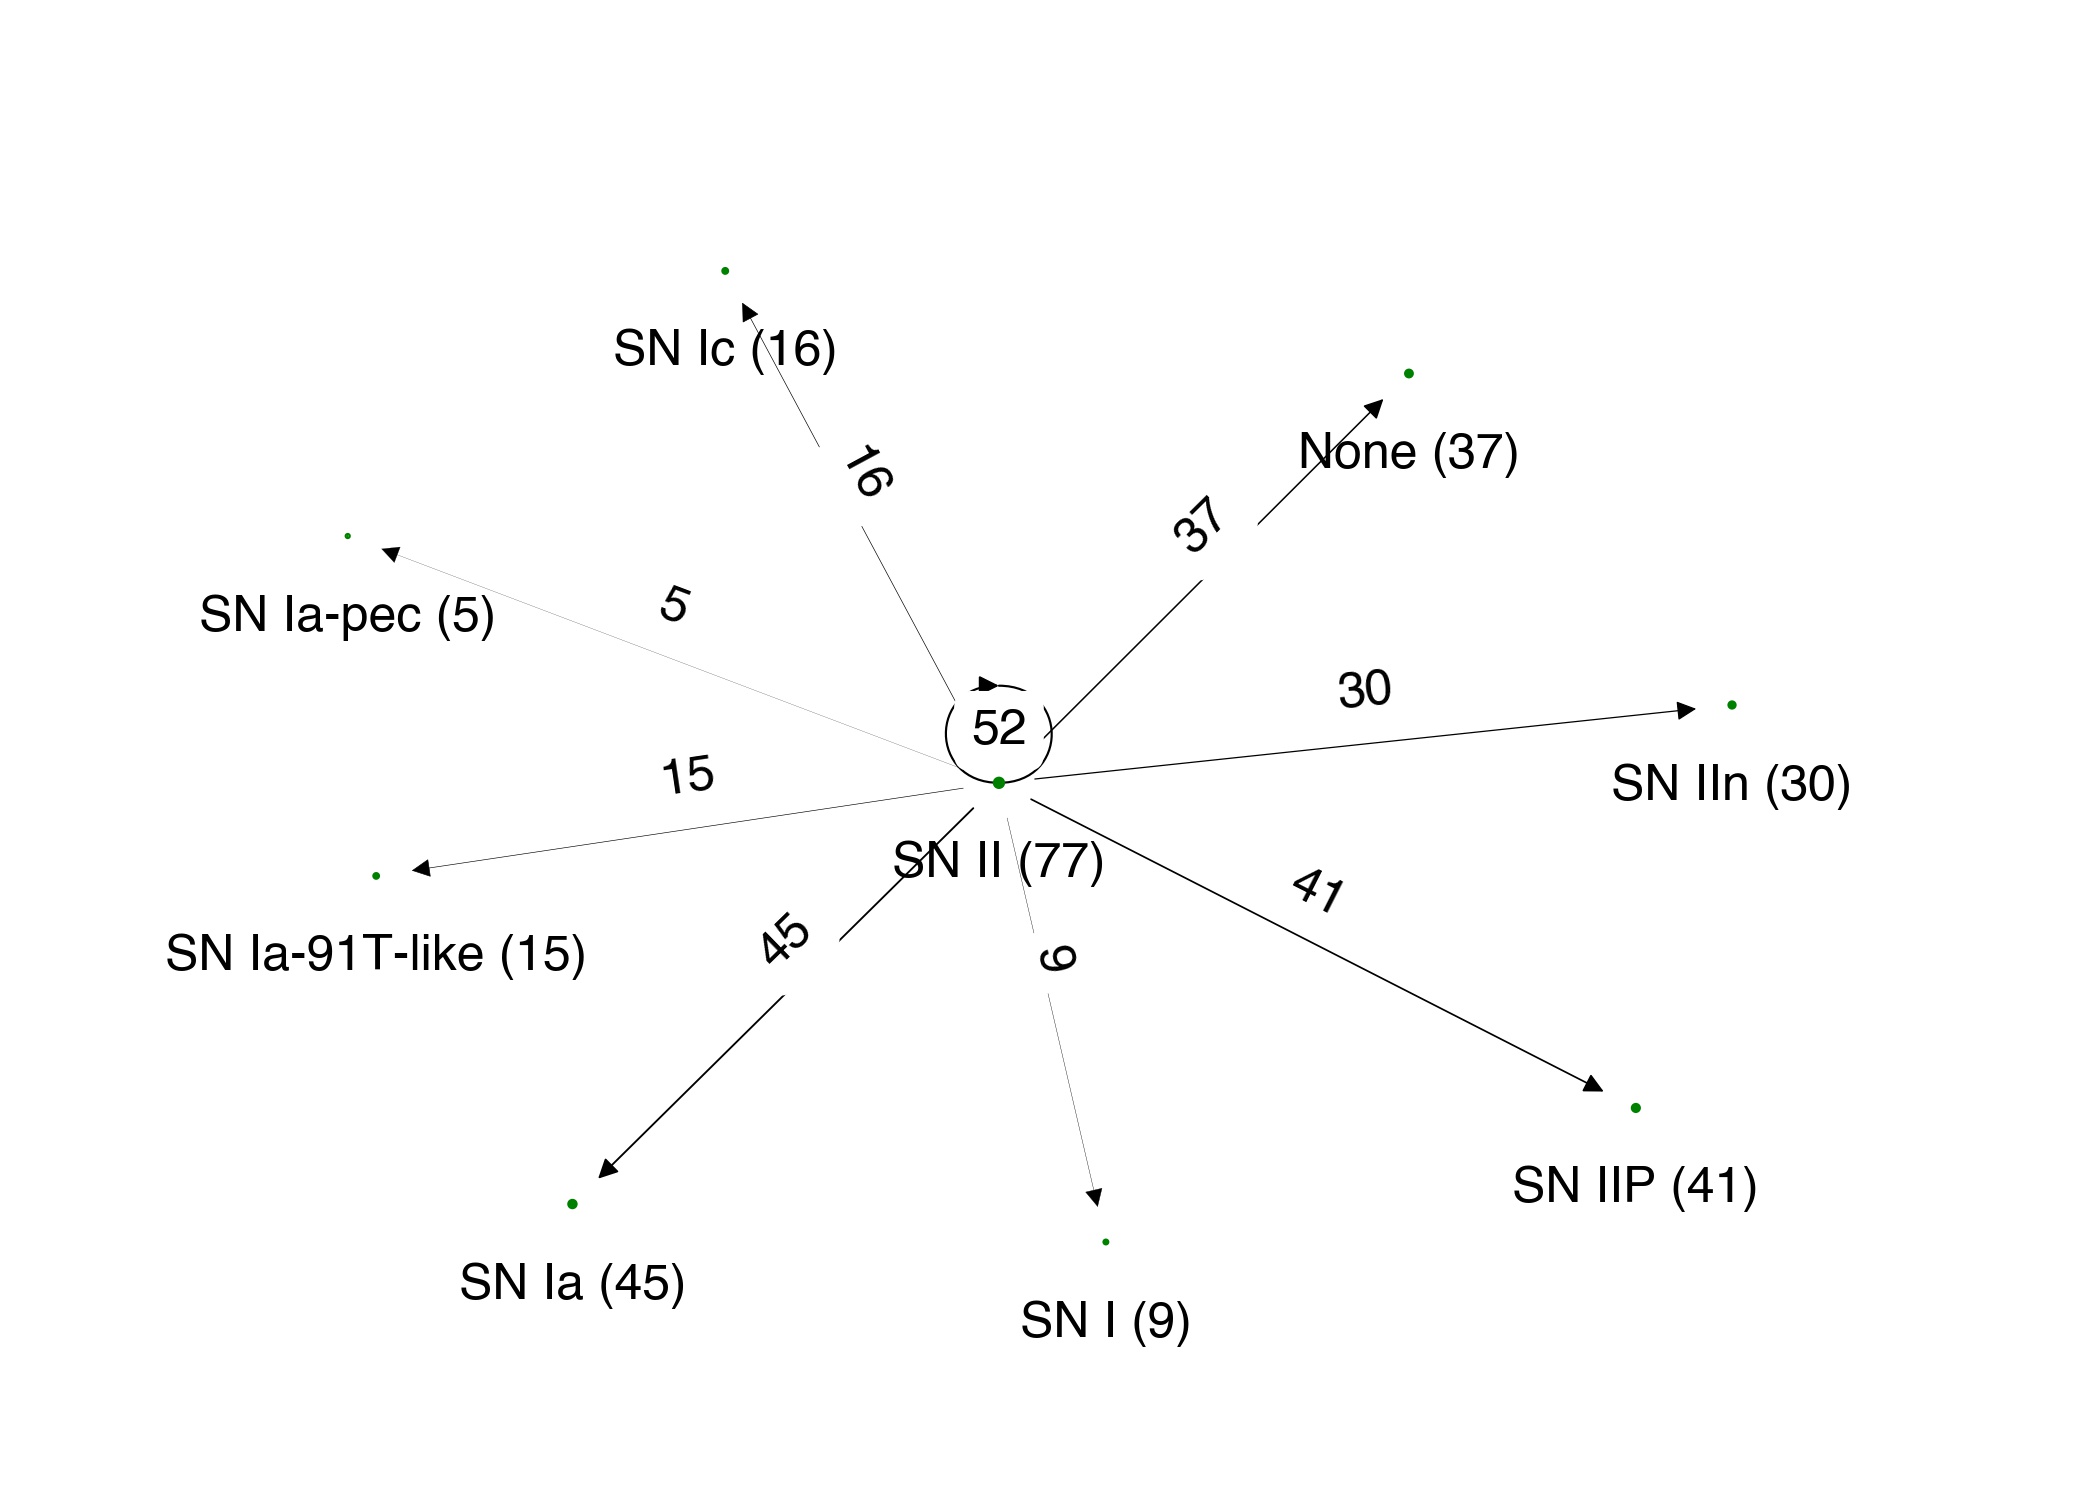 SN Ic (16)
None (37)
16
37
SN Ia-pec (5)
5
30
52
SN IIn (30)
15
SN II (77)
41
SN Ia-91T-like (15)
45
9
SN IIP (41)
SN Ia (45)
SN I (9)